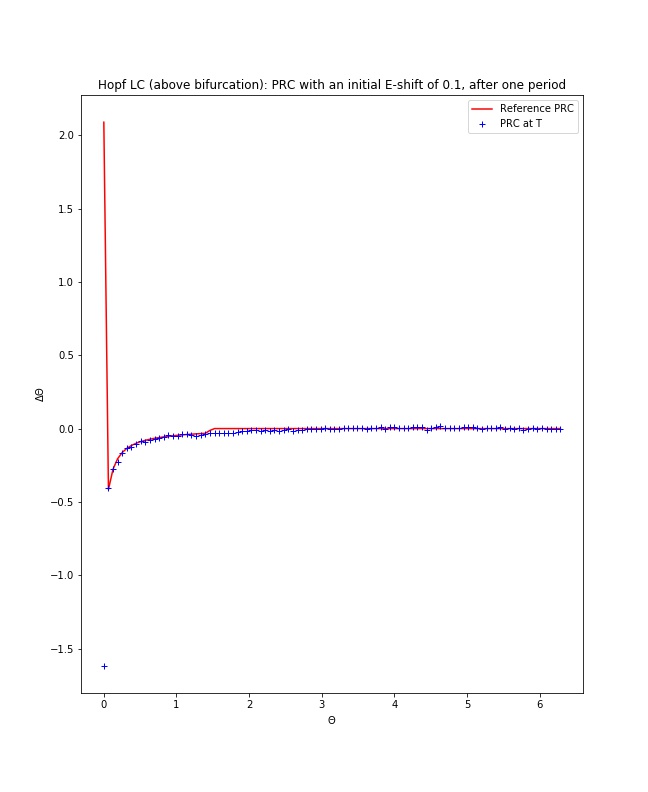 Hopf LC (above bifurcation): PRC with an initial E-shift of 0.1, after one period
Reference PRC
PRC at T
2.0
1.5
1.0
0.5
0.0
−0.5
−1.0
−1.5
ΔΘ
0 1 2 3 4 5 6
Θ